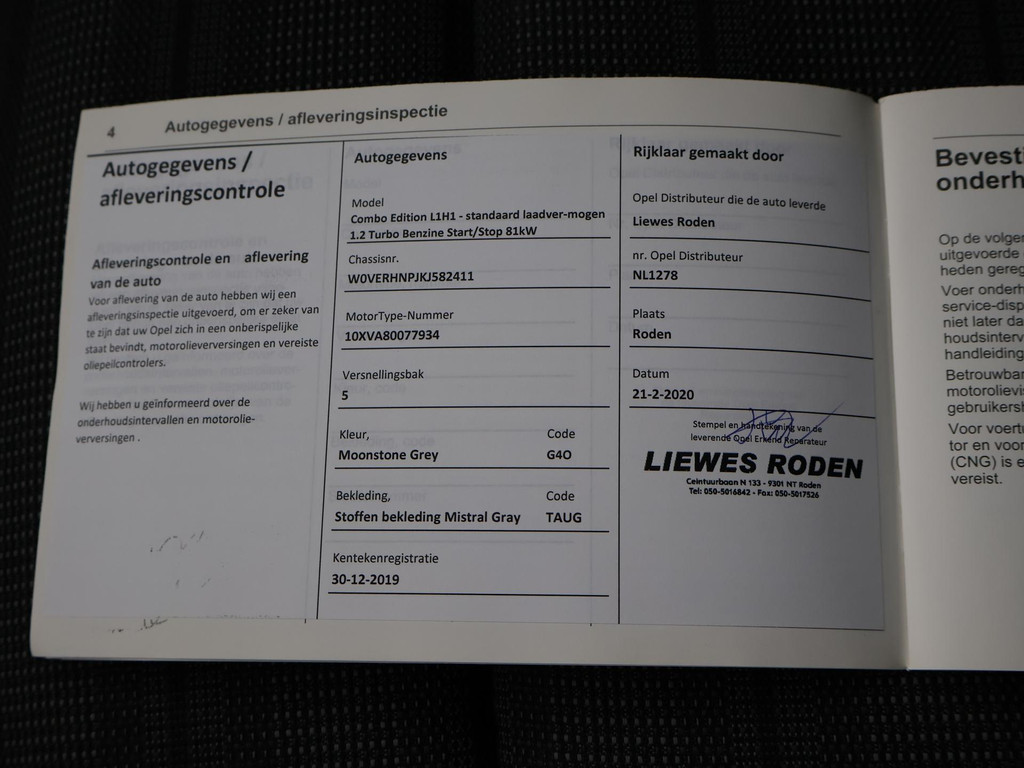 4 Autogegevens / afleveringsinspectie
Autogegevens /
afleveringscontrole
Afleveringscontrole en aflevering
van de auto
Voor aflevering van de auto hebben wij een
afleveringsinspectie uitgevoerd, om er zeker van
te zijn dat uw Opel zich in een onberispelijke
staat bevindt, motorolieverversingen en vereiste
oliepeilcontrolers.
Wij hebben u geïnformeerd over de
onderhoudsintervallen en motorolie-
verversingen .
Autogegevens
Model
Combo Edition L1H1 - standaard laadver-mogen
1.2 Turbo Benzine Start/Stop 81kW
Chassisnr.
W0VERHNPJKJ582411
MotorType-Nummer
10XVA80077934
Versnellingsbak
5
Kleur, Code
Moonstone Grey G4O
Bekleding, Code
Stoffen bekleding Mistral Gray TAUG
Kentekenregistratie
30-12-2019
Rijklaar gemaakt door
Opel Distributeur die de auto leverde
Liewes Roden
nr. Opel Distributeur
NL1278
Plaats
Roden
Datum
21-2-2020
Stempel en handtekening van de
leverende Opel Erkend Reparateur
LIEWES RODEN
Ceintuurbaan N 133 - 9301 NT Roden
Tel: 050-5016842 - Fax: 050-5017526
Bevesti
onderh
Op de volge
uitgevoerde
heden gereg
Voer onderh
service-disp
niet later da
houdsinterv
handleiding
Betrouwbar
motorolievi
gebruikersh
Voor voertu
tor en voor
(CNG) is e
vereist.